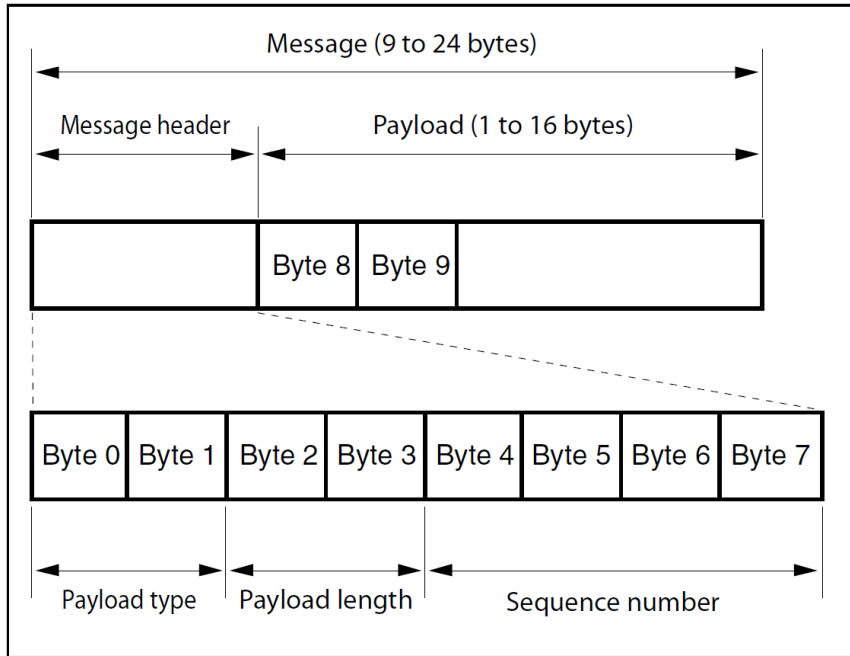 Message (9 to 24 bytes)
Message header
Payload (1 to 16 bytes)
Byte 8
Byte 9
Byte 0
Byte 1
Byte 2
Byte 3
Byte 4
Byte 5
Byte 6
Byte 7
Payload type
Payload length
Sequence number